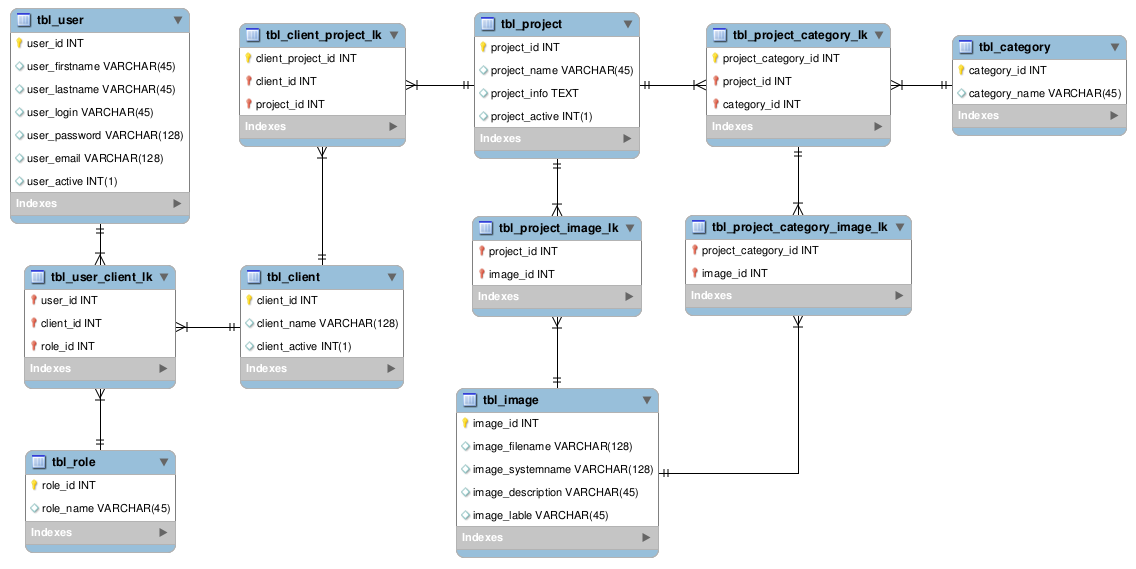 tbl_user
user_id INT
user_firstname VARCHAR(45)
user_lastname VARCHAR(45)
user_login VARCHAR(45)
user_password VARCHAR(128)
user_email VARCHAR(128)
user_active INT(1)
Indexes
tbl_client_project_lk
client_project_id INT
client_id INT
project_id INT
Indexes
tbl_project
project_id INT
project_name VARCHAR(45)
project_info TEXT
project_active INT(1)
Indexes
tbl_project_category_lk
project_category_id INT
project_id INT
category_id INT
Indexes
tbl_category
category_id INT
category_name VARCHAR(45)
Indexes
tbl_user_client_lk
user_id INT
client_id INT
role_id INT
Indexes
tbl_client
client_id INT
client_name VARCHAR(128)
client_active INT(1)
Indexes
tbl_project_image_lk
project_id INT
image_id INT
Indexes
tbl_project_category_image_lk
project_category_id INT
image_id INT
Indexes
tbl_role
role_id INT
role_name VARCHAR(45)
Indexes
tbl_image
image_id INT
image_filename VARCHAR(128)
image_systemname VARCHAR(128)
image_description VARCHAR(45)
image_lable VARCHAR(45)
Indexes